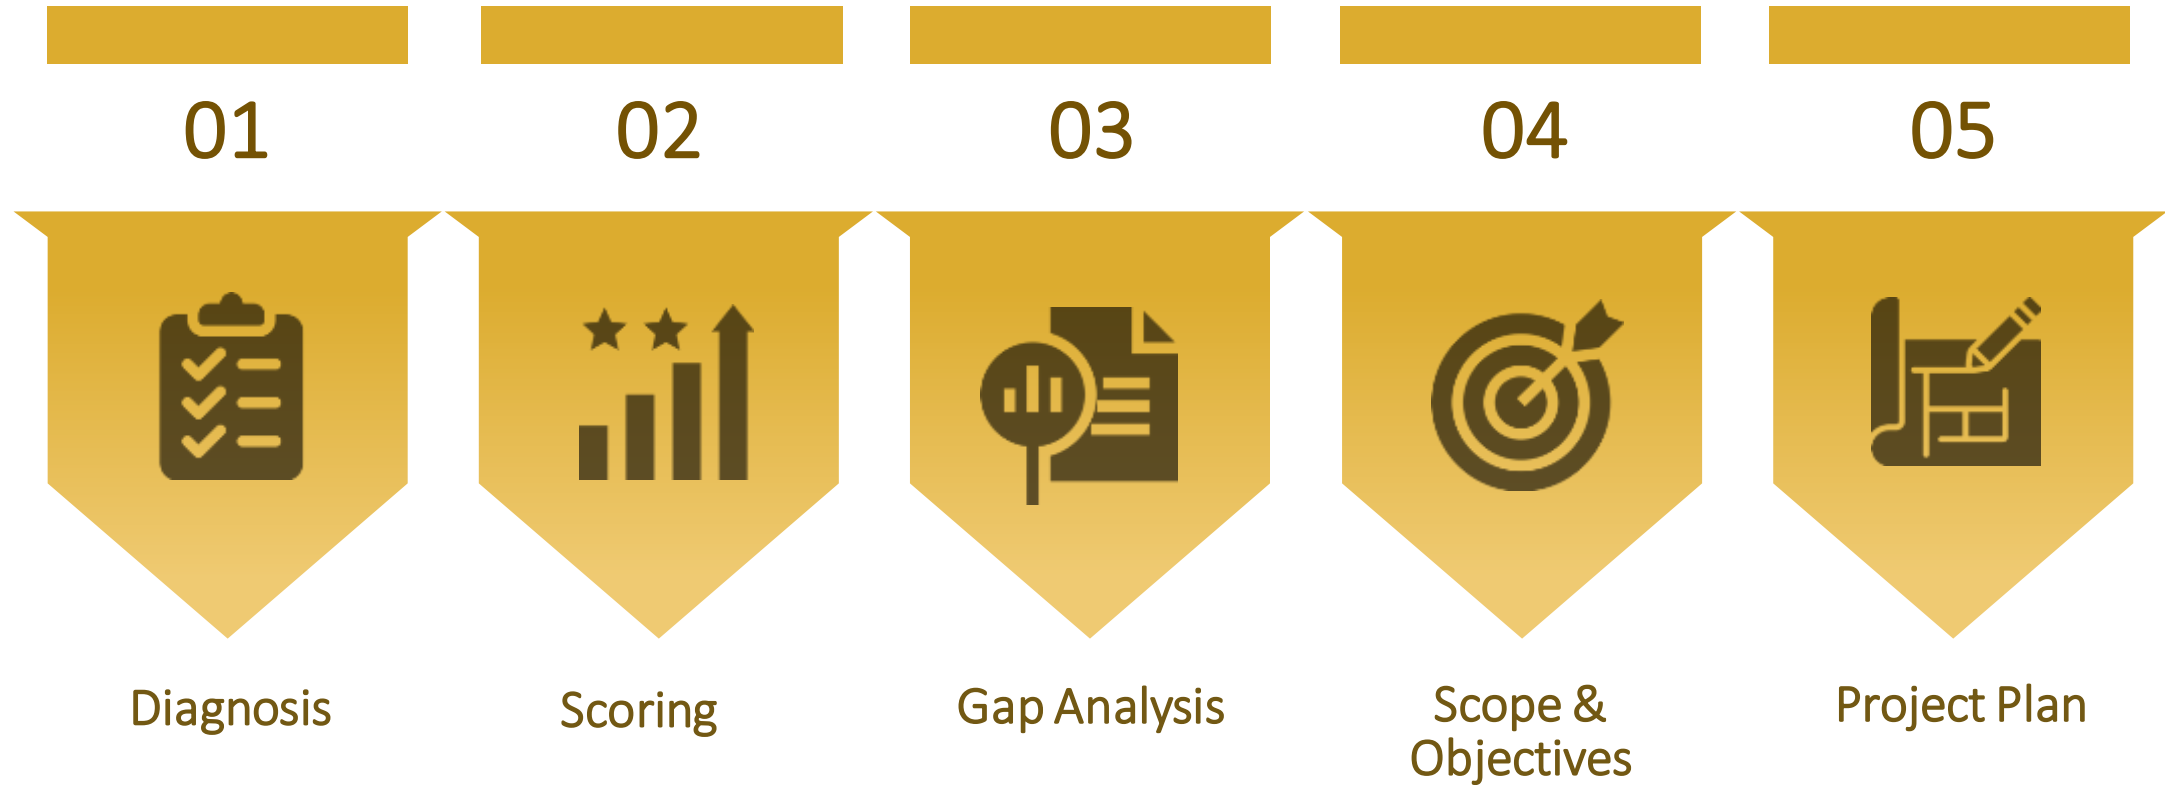 01
02
03
04
05
Diagnosis
Scoring
Gap Analysis
Scope &
Objectives
Project Plan